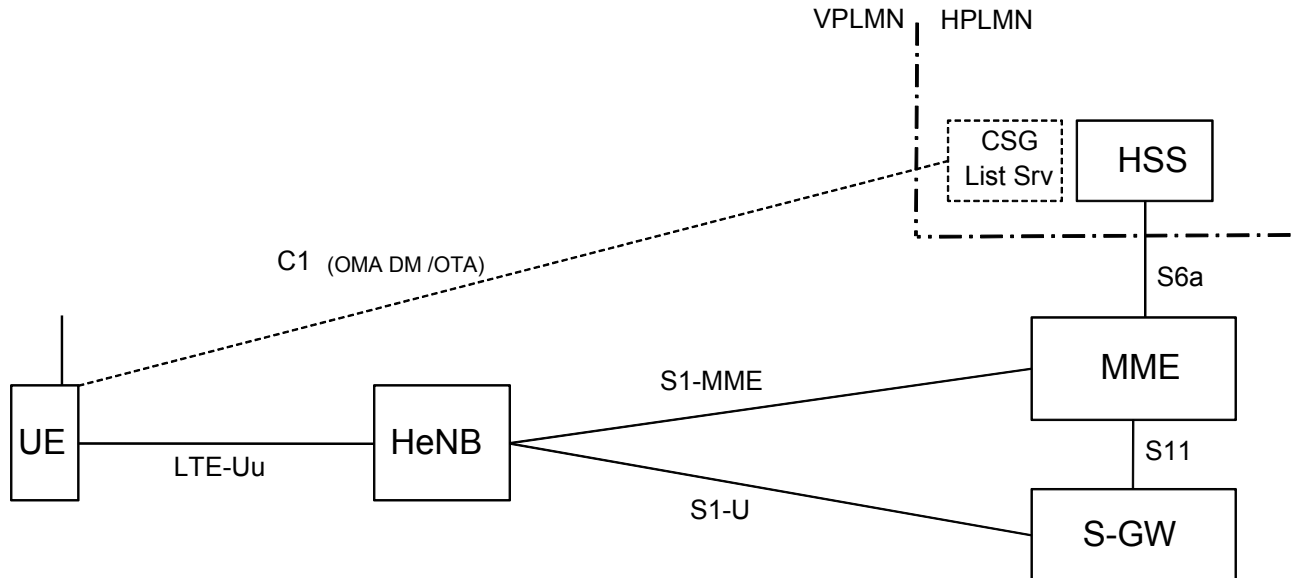 VPLMN HPLMN
CSG
List Srv
HSS
C1 (OMA DM /OTA)
S6a
S1-MME
MME
UE
HeNB
LTE-Uu
S11
S1-U
S-GW